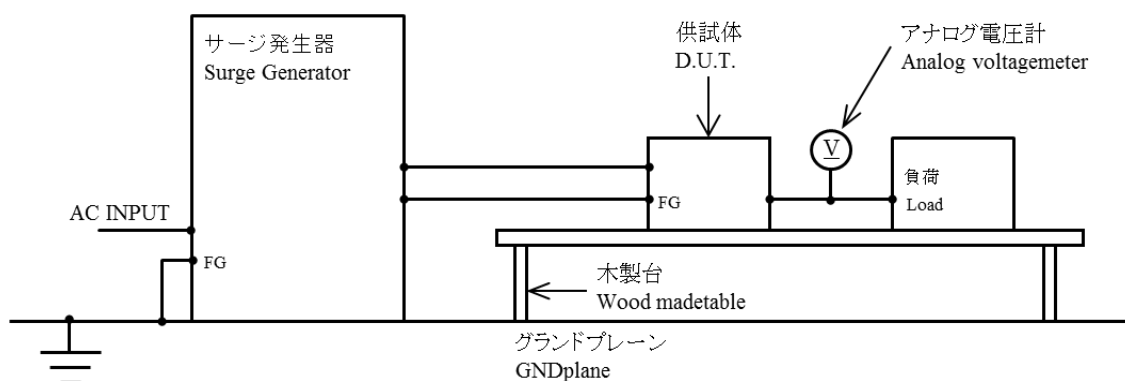 サージ発生器
Surge Generator
供試体
D.U.T.
アナログ電圧計
Analog voltagemeter
V
AC INPUT
FG
FG
負荷
Load
木製台
Wood madetable
グランドプレーン
GNDplane